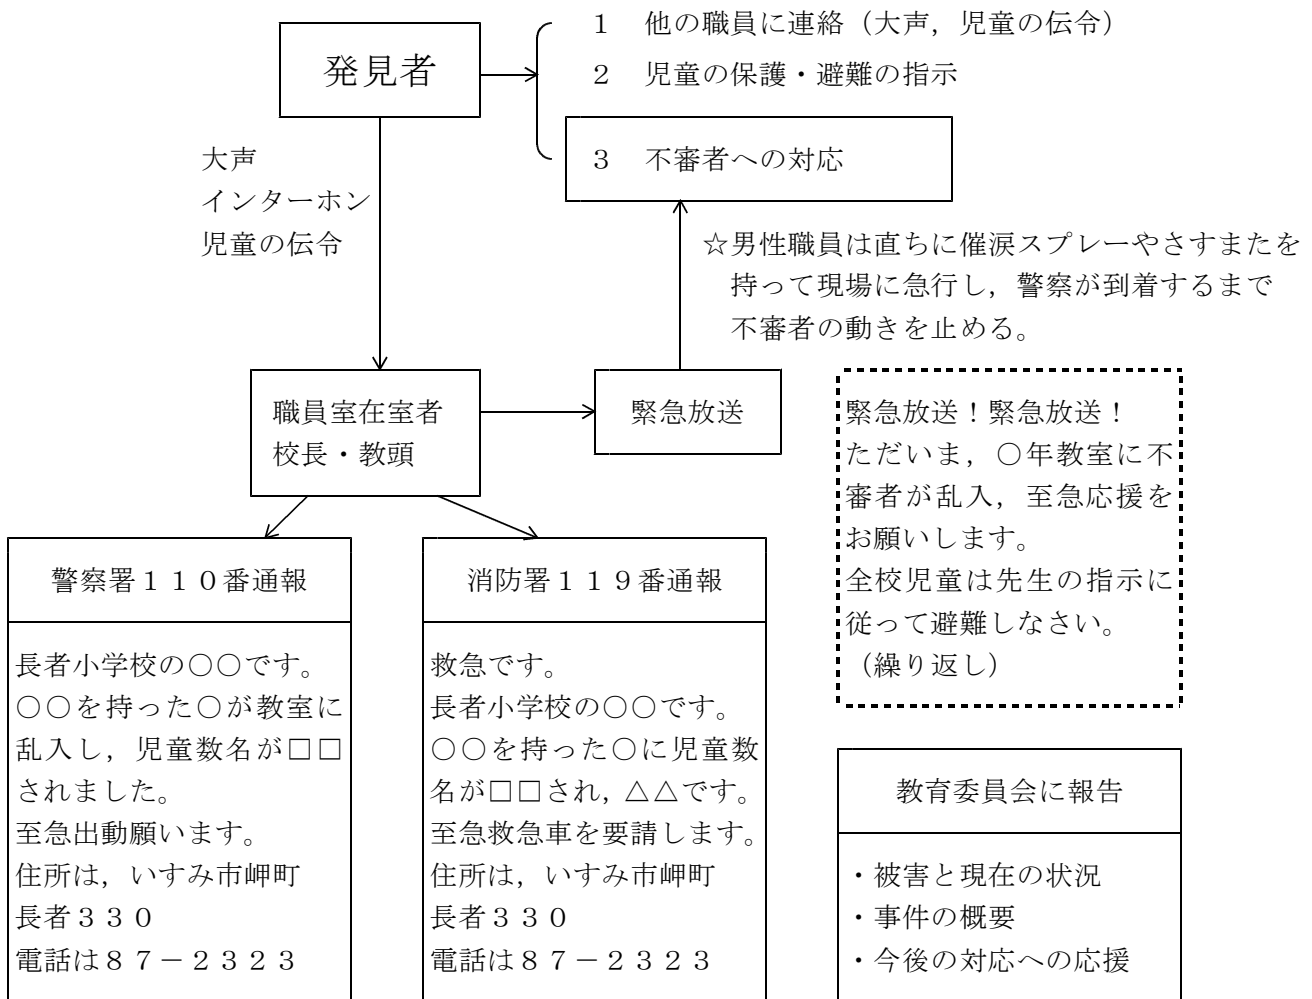 発見者
１　他の職員に連絡（大声，児童の伝令）
２　児童の保護・避難の指示
３　不審者への対応
大声
インターホン
児童の伝令
☆男性職員は直ちに催涙スプレーやさすまたを
持って現場に急行し，警察が到着するまで
不審者の動きを止める。
職員室在室者
校長・教頭
緊急放送
緊急放送！緊急放送！
ただいま，○年教室に不
審者が乱入，至急応援を
お願いします。
全校児童は先生の指示に
従って避難しなさい。
（繰り返し）
警察署１１０番通報
長者小学校の○○です。
○○を持った○が教室に
乱入し，児童数名が□□
されました。
至急出動願います。
住所は，いすみ市岬町
長者３３０
電話は８７－２３２３
消防署１１９番通報
救急です。
長者小学校の○○です。
○○を持った○に児童数
名が□□され，△△です。
至急救急車を要請します。
住所は，いすみ市岬町
長者３３０
電話は８７－２３２３
教育委員会に報告
・被害と現在の状況
・事件の概要
・今後の対応への応援